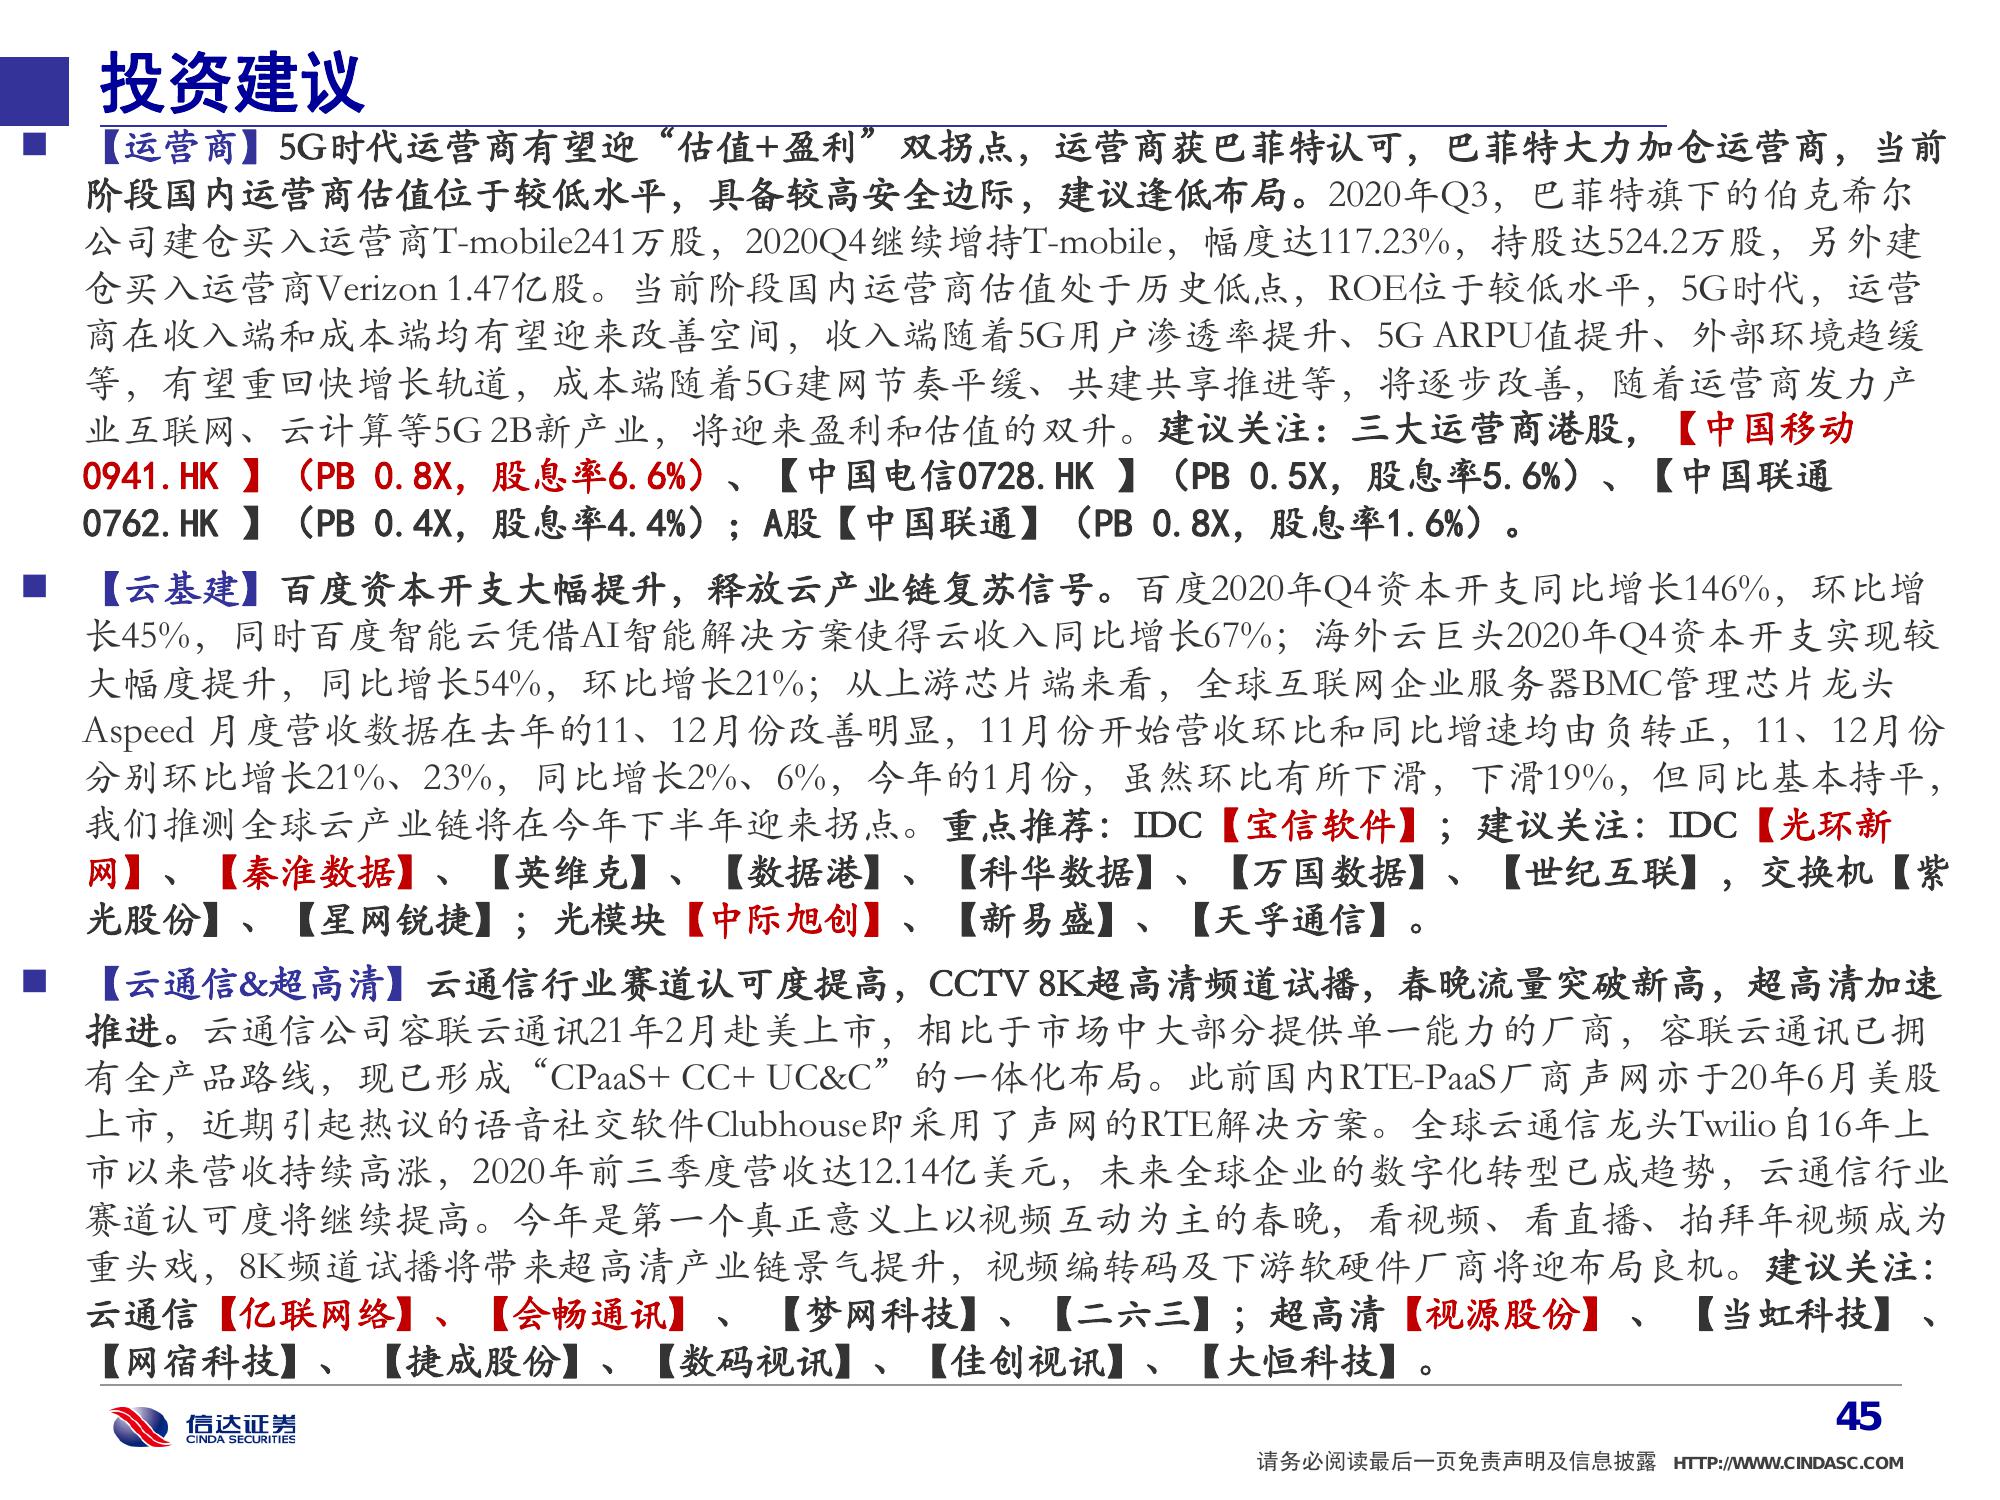 投资建议
【运营商】5G时代运营商有望迎“估值+盈利”双拐点，运营商获巴菲特认可，巴菲特大力加仓运营商，当前
阶段国内运营商估值位于较低水平，具备较高安全边际，建议逢低布局。2020年Q3，巴菲特旗下的伯克希尔
公司建仓买入运营商T-mobile241万股，2020Q4继续增持T-mobile，幅度达117.23%，持股达524.2万股，另外建
仓买入运营商Verizon 1.47亿股。当前阶段国内运营商估值处于历史低点，ROE位于较低水平，5G时代，运营
商在收入端和成本端均有望迎来改善空间，收入端随着5G用户渗透率提升、5G ARPU值提升、外部环境趋缓
等，有望重回快增长轨道，成本端随着5G建网节奏平缓、共建共享推进等，将逐步改善，随着运营商发力产
业互联网、云计算等5G 2B新产业，将迎来盈利和估值的双升。建议关注：三大运营商港股，【中国移动
0941.HK 】（PB 0.8X，股息率6.6%）、【中国电信0728.HK 】（PB 0.5X，股息率5.6%）、【中国联通
0762.HK 】（PB 0.4X，股息率4.4%）；A股【中国联通】（PB 0.8X，股息率1.6%）。
【云基建】百度资本开支大幅提升，释放云产业链复苏信号。百度2020年Q4资本开支同比增长146%，环比增
长45%，同时百度智能云凭借AI智能解决方案使得云收入同比增长67%；海外云巨头2020年Q4资本开支实现较
大幅度提升，同比增长54%，环比增长21%；从上游芯片端来看，全球互联网企业服务器BMC管理芯片龙头
Aspeed 月度营收数据在去年的11、12月份改善明显，11月份开始营收环比和同比增速均由负转正，11、12月份
分别环比增长21%、23%，同比增长2%、6%，今年的1月份，虽然环比有所下滑，下滑19%，但同比基本持平，
我们推测全球云产业链将在今年下半年迎来拐点。重点推荐：IDC【宝信软件】；建议关注：IDC【光环新
网】、【秦淮数据】、【英维克】、【数据港】、【科华数据】、【万国数据】、【世纪互联】，交换机【紫
光股份】、【星网锐捷】；光模块【中际旭创】、【新易盛】、【天孚通信】。
【云通信&超高清】云通信行业赛道认可度提高，CCTV 8K超高清频道试播，春晚流量突破新高，超高清加速
推进。云通信公司容联云通讯21年2月赴美上市，相比于市场中大部分提供单一能力的厂商，容联云通讯已拥
有全产品路线，现已形成“CPaaS+ CC+ UC&C”的一体化布局。此前国内RTE-PaaS厂商声网亦于20年6月美股
上市，近期引起热议的语音社交软件Clubhouse即采用了声网的RTE解决方案。全球云通信龙头Twilio自16年上
市以来营收持续高涨，2020年前三季度营收达12.14亿美元，未来全球企业的数字化转型已成趋势，云通信行业
赛道认可度将继续提高。今年是第一个真正意义上以视频互动为主的春晚，看视频、看直播、拍拜年视频成为
重头戏，8K频道试播将带来超高清产业链景气提升，视频编转码及下游软硬件厂商将迎布局良机。建议关注：
云通信【亿联网络】、【会畅通讯】 、 【梦网科技】、【二六三】；超高清【视源股份】 、 【当虹科技】 、
【网宿科技】、 【捷成股份】、【数码视讯】、【佳创视讯】、【大恒科技】。
信达证券
CINDA SECURITIES
45
请务必阅读最后一页免责声明及信息披露 HTTP://WWW.CINDASC.COM